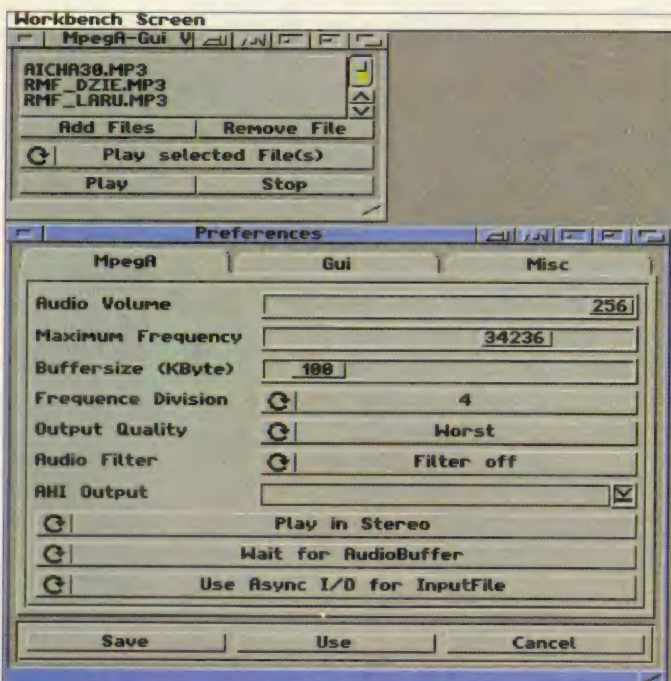 Workbench Screen
MpegA-Gui V
AICHA30.MP3
RMF_DZIE.MP3
RMF_LARU.MP3
Add Files Remove File
Play selected File(s)
Play Stop
Preferences
MpegA Gui Misc
Audio Volume 256
Maximum Frequency 34236
Buffersize (KByte) 100
Frequence Division 4
Output Quality Worst
Audio Filter Filter off
AHI Output
Play in Stereo
Wait for AudioBuffer
Use Async I/O for InputFile
Save Use Cancel